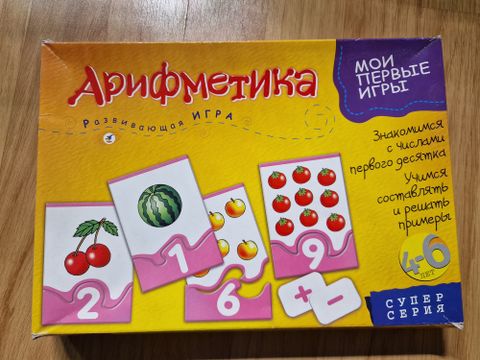 Арифметика
Развивающая ИГРА
МОИ
ПЕРВЫЕ
ИГРЫ
Знакомимся
с числами
первого десятка
Учимся
составлять
и решать
примеры
2
1
6
9
+
−
4-6
ЛЕТ
СУПЕР
СЕРИЯ